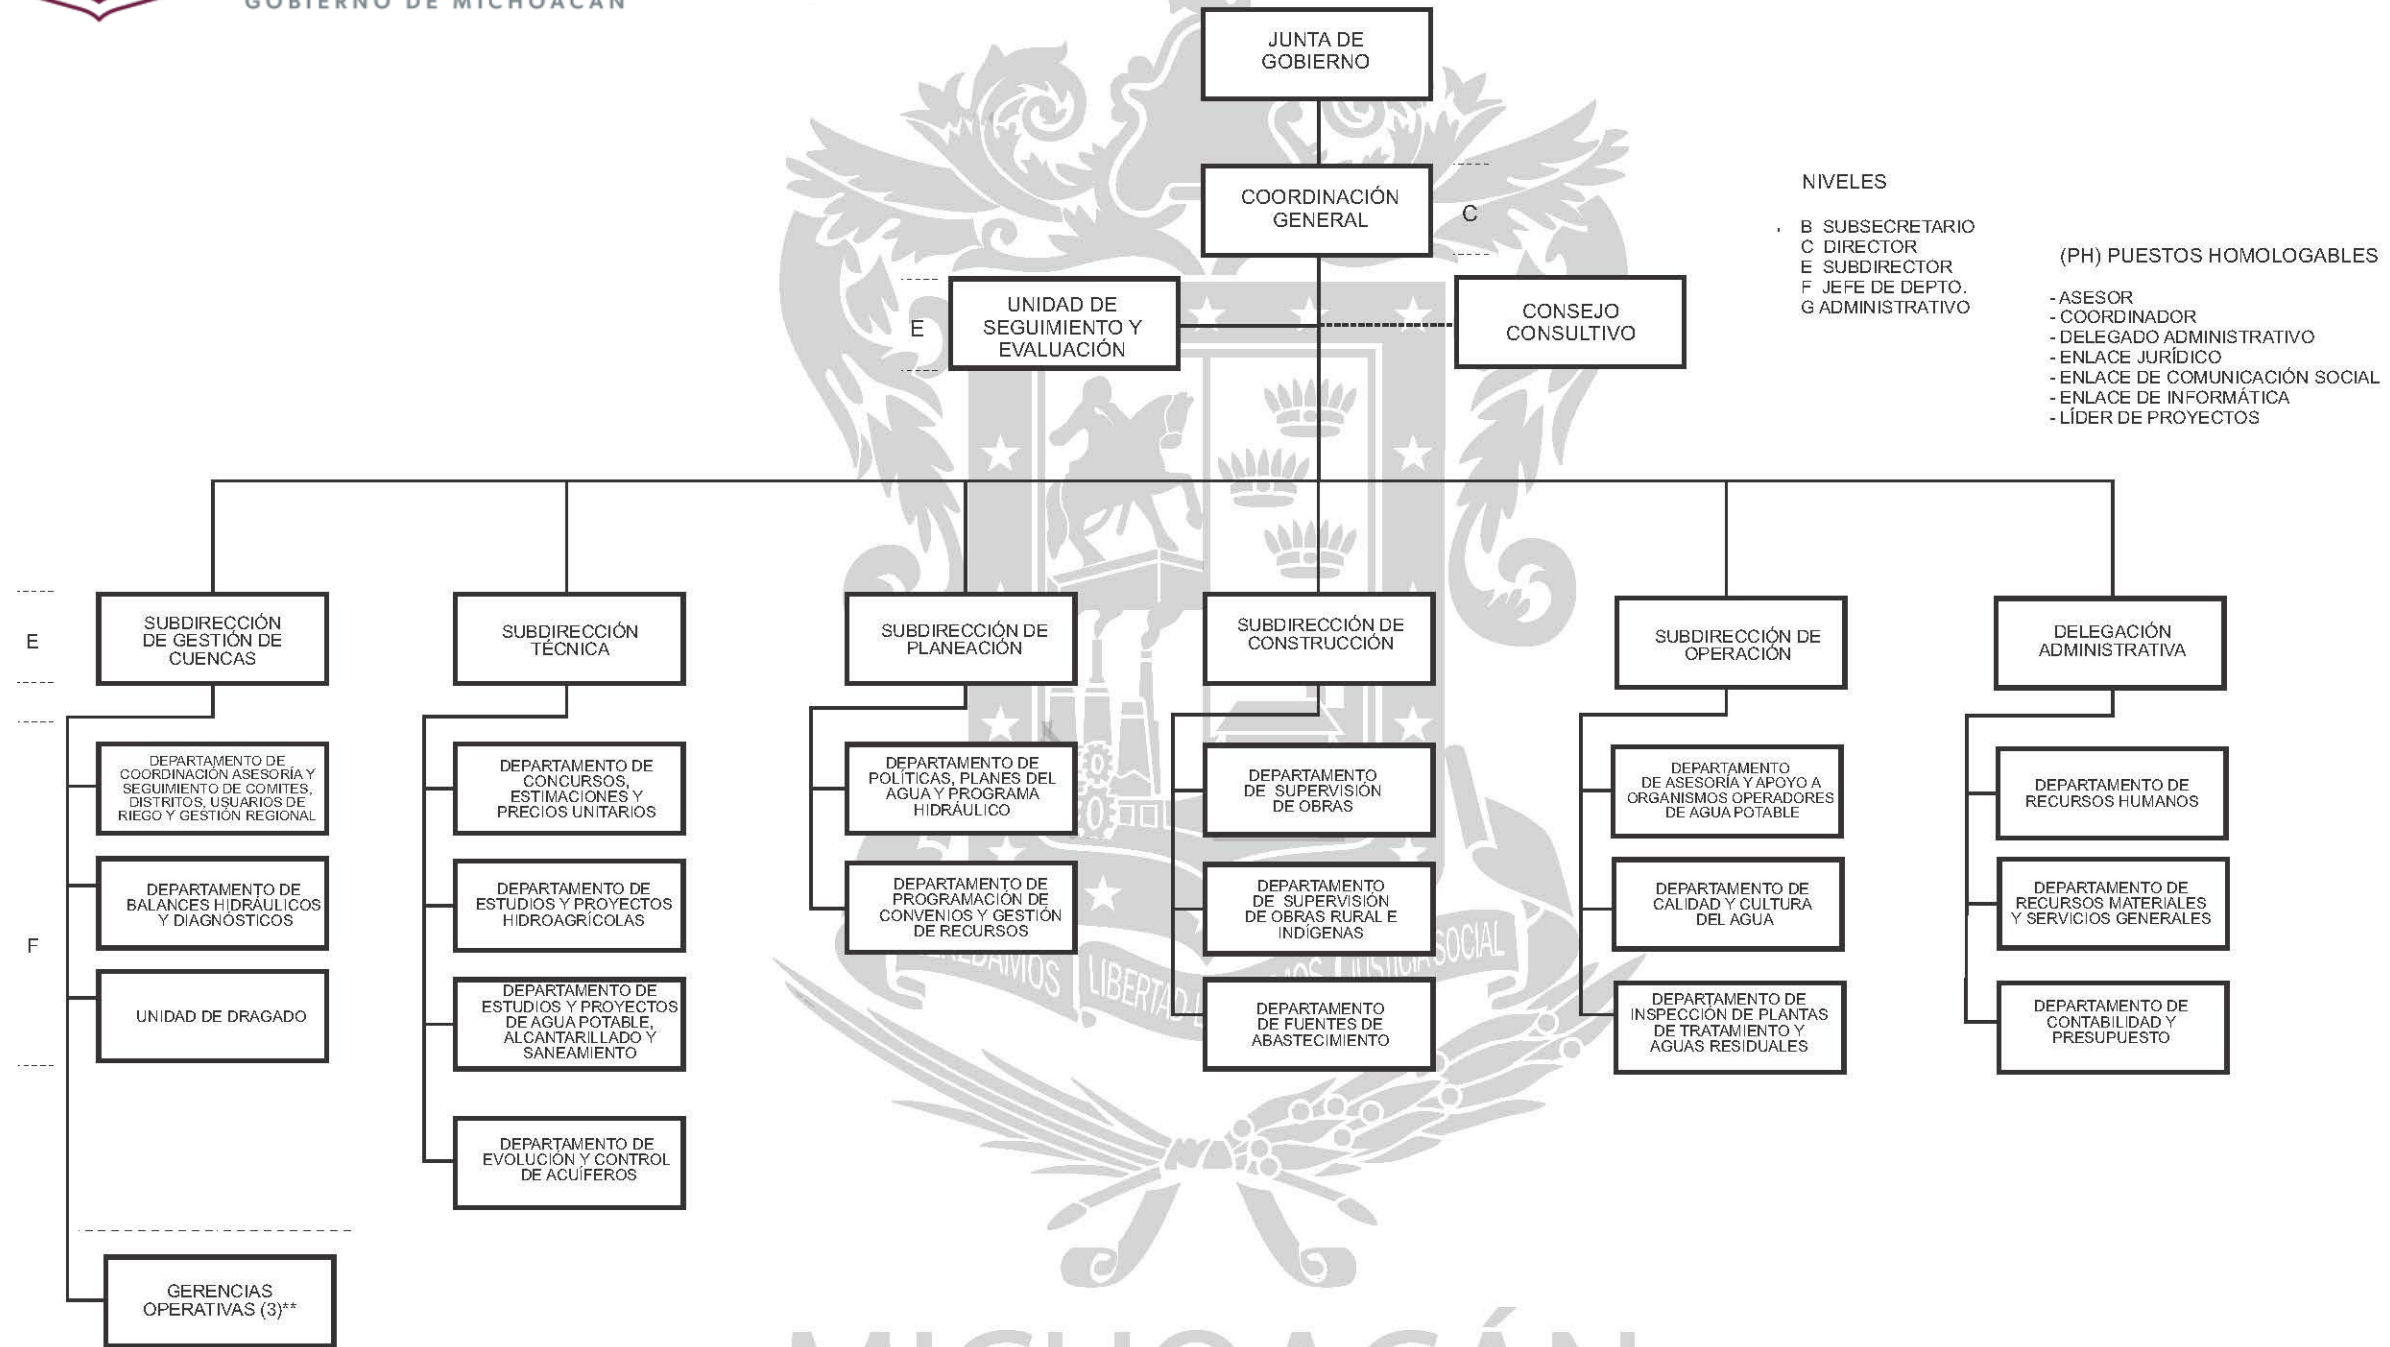 GOBIERNO DE MICHOACÁN
JUNTA DE
GOBIERNO
COORDINACIÓN
GENERAL
C
NIVELES
B SUBSECRETARIO
C DIRECTOR
E SUBDIRECTOR
F JEFE DE DEPTO.
G ADMINISTRATIVO
(PH) PUESTOS HOMOLOGABLES
- ASESOR
- COORDINADOR
- DELEGADO ADMINISTRATIVO
- ENLACE JURÍDICO
- ENLACE DE COMUNICACIÓN SOCIAL
- ENLACE DE INFORMÁTICA
- LÍDER DE PROYECTOS
E
UNIDAD DE
SEGUIMIENTO Y
EVALUACIÓN
CONSEJO
CONSULTIVO
E
SUBDIRECCIÓN
DE GESTIÓN DE
CUENCAS
SUBDIRECCIÓN
TÉCNICA
SUBDIRECCIÓN DE
PLANEACIÓN
SUBDIRECCIÓN DE
CONSTRUCCIÓN
SUBDIRECCIÓN DE
OPERACIÓN
DELEGACIÓN
ADMINISTRATIVA
F
DEPARTAMENTO DE
COORDINACIÓN ASESORÍA Y
SEGUIMIENTO DE COMITES,
DISTRITOS, USUARIOS DE
RIEGO Y GESTIÓN REGIONAL
DEPARTAMENTO DE
BALANCES HIDRÁULICOS
Y DIAGNÓSTICOS
UNIDAD DE DRAGADO
GERENCIAS
OPERATIVAS (3)**
DEPARTAMENTO DE
CONCURSOS,
ESTIMACIONES Y
PRECIOS UNITARIOS
DEPARTAMENTO DE
ESTUDIOS Y PROYECTOS
HIDROAGRÍCOLAS
DEPARTAMENTO DE
ESTUDIOS Y PROYECTOS
DE AGUA POTABLE,
ALCANTARILLADO Y
SANEAMIENTO
DEPARTAMENTO DE
EVOLUCIÓN Y CONTROL
DE ACUÍFEROS
DEPARTAMENTO DE
POLÍTICAS, PLANES DEL
AGUA Y PROGRAMA
HIDRÁULICO
DEPARTAMENTO DE
PROGRAMACIÓN DE
CONVENIOS Y GESTIÓN
DE RECURSOS
DEPARTAMENTO
DE SUPERVISIÓN
DE OBRAS
DEPARTAMENTO
DE SUPERVISIÓN
DE OBRAS RURAL E
INDÍGENAS
DEPARTAMENTO
DE FUENTES DE
ABASTECIMIENTO
DEPARTAMENTO
DE ASESORÍA Y APOYO A
ORGANISMOS OPERADORES
DE AGUA POTABLE
DEPARTAMENTO DE
CALIDAD Y CULTURA
DEL AGUA
DEPARTAMENTO DE
INSPECCIÓN DE PLANTAS
DE TRATAMIENTO Y
AGUAS RESIDUALES
DEPARTAMENTO DE
RECURSOS HUMANOS
DEPARTAMENTO DE
RECURSOS MATERIALES
Y SERVICIOS GENERALES
DEPARTAMENTO DE
CONTABILIDAD Y
PRESUPUESTO
LIBERTAD
JUSTICIA SOCIAL
MICHOACÁN